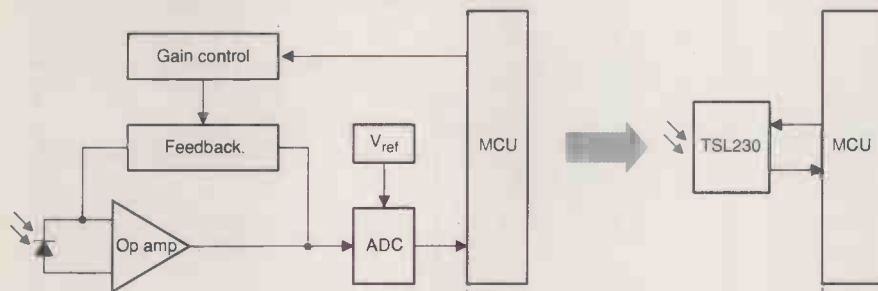 Gain control
Feedback.
V_ref
MCU
Op amp
ADC
TSL230
MCU